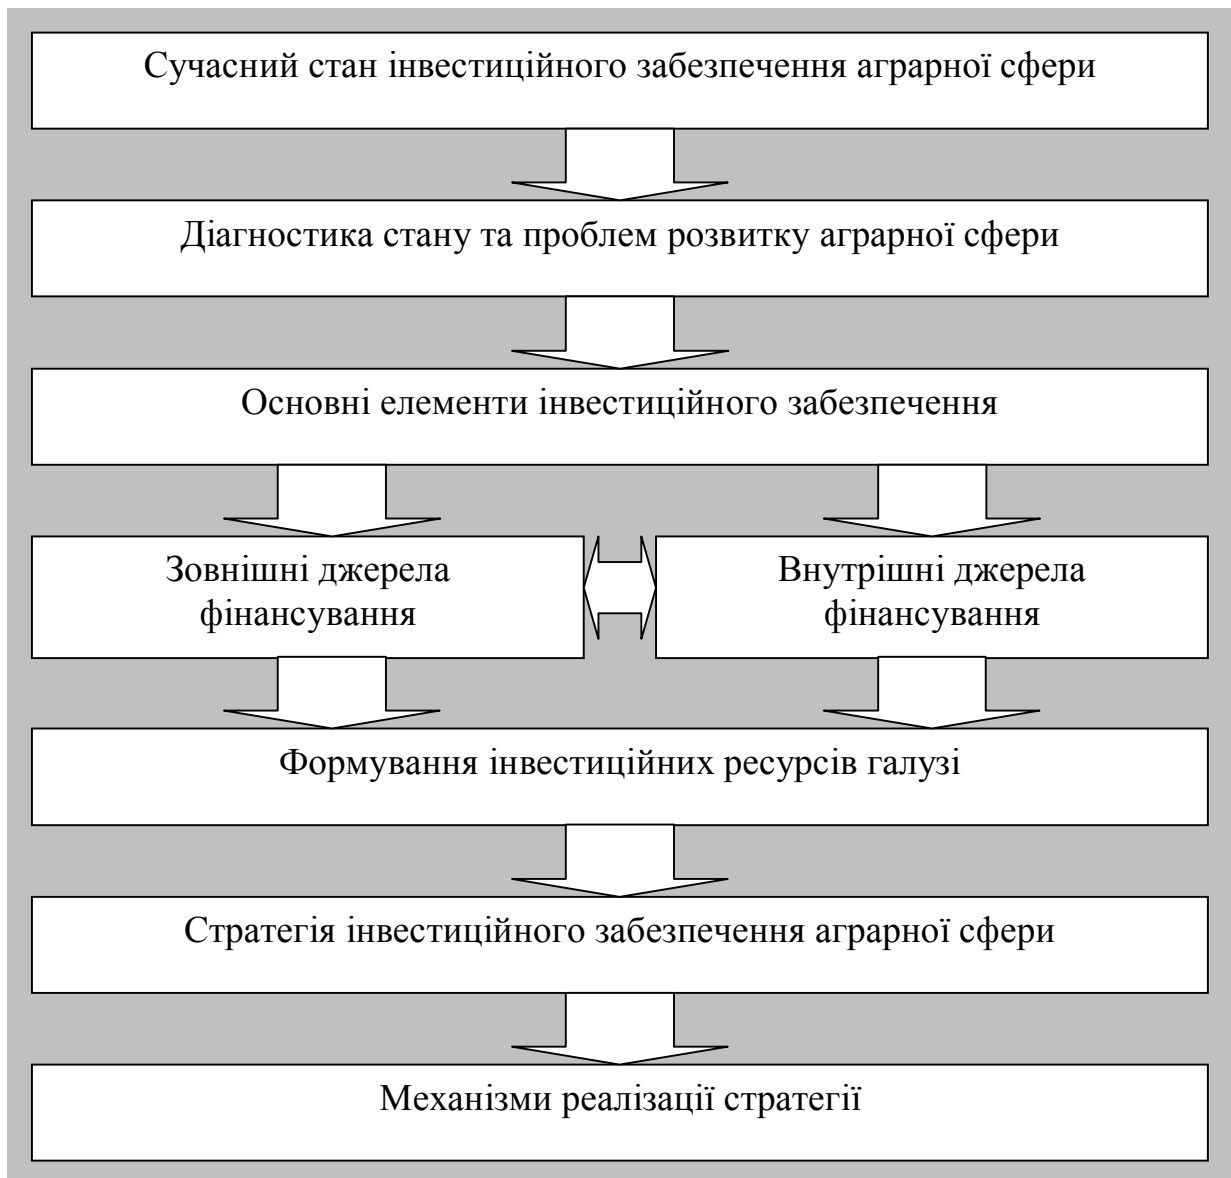 Сучасний стан інвестиційного забезпечення аграрної сфери
Діагностика стану та проблем розвитку аграрної сфери
Основні елементи інвестиційного забезпечення
Зовнішні джерела
фінансування
Внутрішні джерела
фінансування
Формування інвестиційних ресурсів галузі
Стратегія інвестиційного забезпечення аграрної сфери
Механізми реалізації стратегії